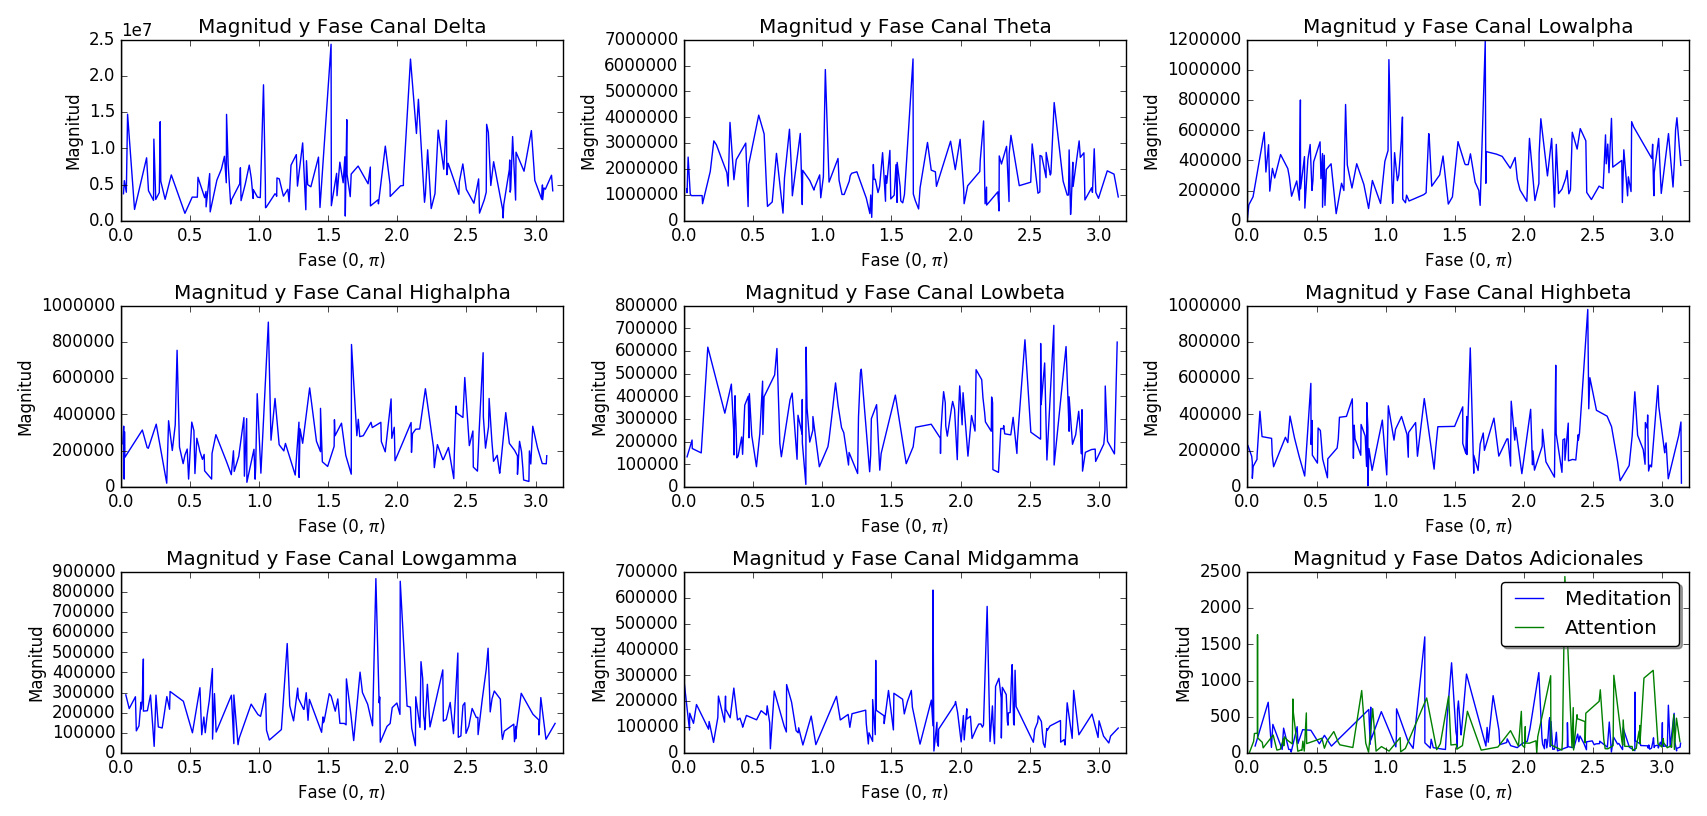 Magnitud y Fase Canal Delta
1e7
2.5
2.0
1.5
1.0
0.5
0.0
Magnitud
0.0 0.5 1.0 1.5 2.0 2.5 3.0
Fase (0, π)
Magnitud y Fase Canal Theta
7000000
6000000
5000000
4000000
3000000
2000000
1000000
0
Magnitud
0.0 0.5 1.0 1.5 2.0 2.5 3.0
Fase (0, π)
Magnitud y Fase Canal Lowalpha
1200000
1000000
800000
600000
400000
200000
0
Magnitud
0.0 0.5 1.0 1.5 2.0 2.5 3.0
Fase (0, π)
Magnitud y Fase Canal Highalpha
1000000
800000
600000
400000
200000
0
Magnitud
0.0 0.5 1.0 1.5 2.0 2.5 3.0
Fase (0, π)
Magnitud y Fase Canal Lowbeta
800000
700000
600000
500000
400000
300000
200000
100000
0
Magnitud
0.0 0.5 1.0 1.5 2.0 2.5 3.0
Fase (0, π)
Magnitud y Fase Canal Highbeta
1000000
800000
600000
400000
200000
0
Magnitud
0.0 0.5 1.0 1.5 2.0 2.5 3.0
Fase (0, π)
Magnitud y Fase Canal Lowgamma
900000
800000
700000
600000
500000
400000
300000
200000
100000
0
Magnitud
0.0 0.5 1.0 1.5 2.0 2.5 3.0
Fase (0, π)
Magnitud y Fase Canal Midgamma
700000
600000
500000
400000
300000
200000
100000
0
Magnitud
0.0 0.5 1.0 1.5 2.0 2.5 3.0
Fase (0, π)
Magnitud y Fase Datos Adicionales
2500
2000
1500
1000
500
0
Magnitud
Meditation
Attention
0.0 0.5 1.0 1.5 2.0 2.5 3.0
Fase (0, π)